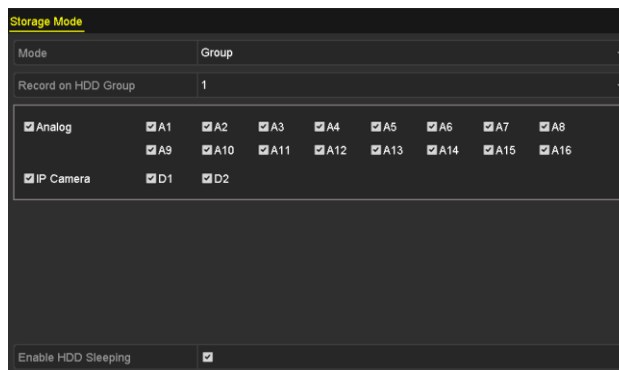 Storage Mode
Mode Group
Record on HDD Group 1
Analog A1 A2 A3 A4 A5 A6 A7 A8
A9 A10 A11 A12 A13 A14 A15 A16
IP Camera D1 D2
Enable HDD Sleeping